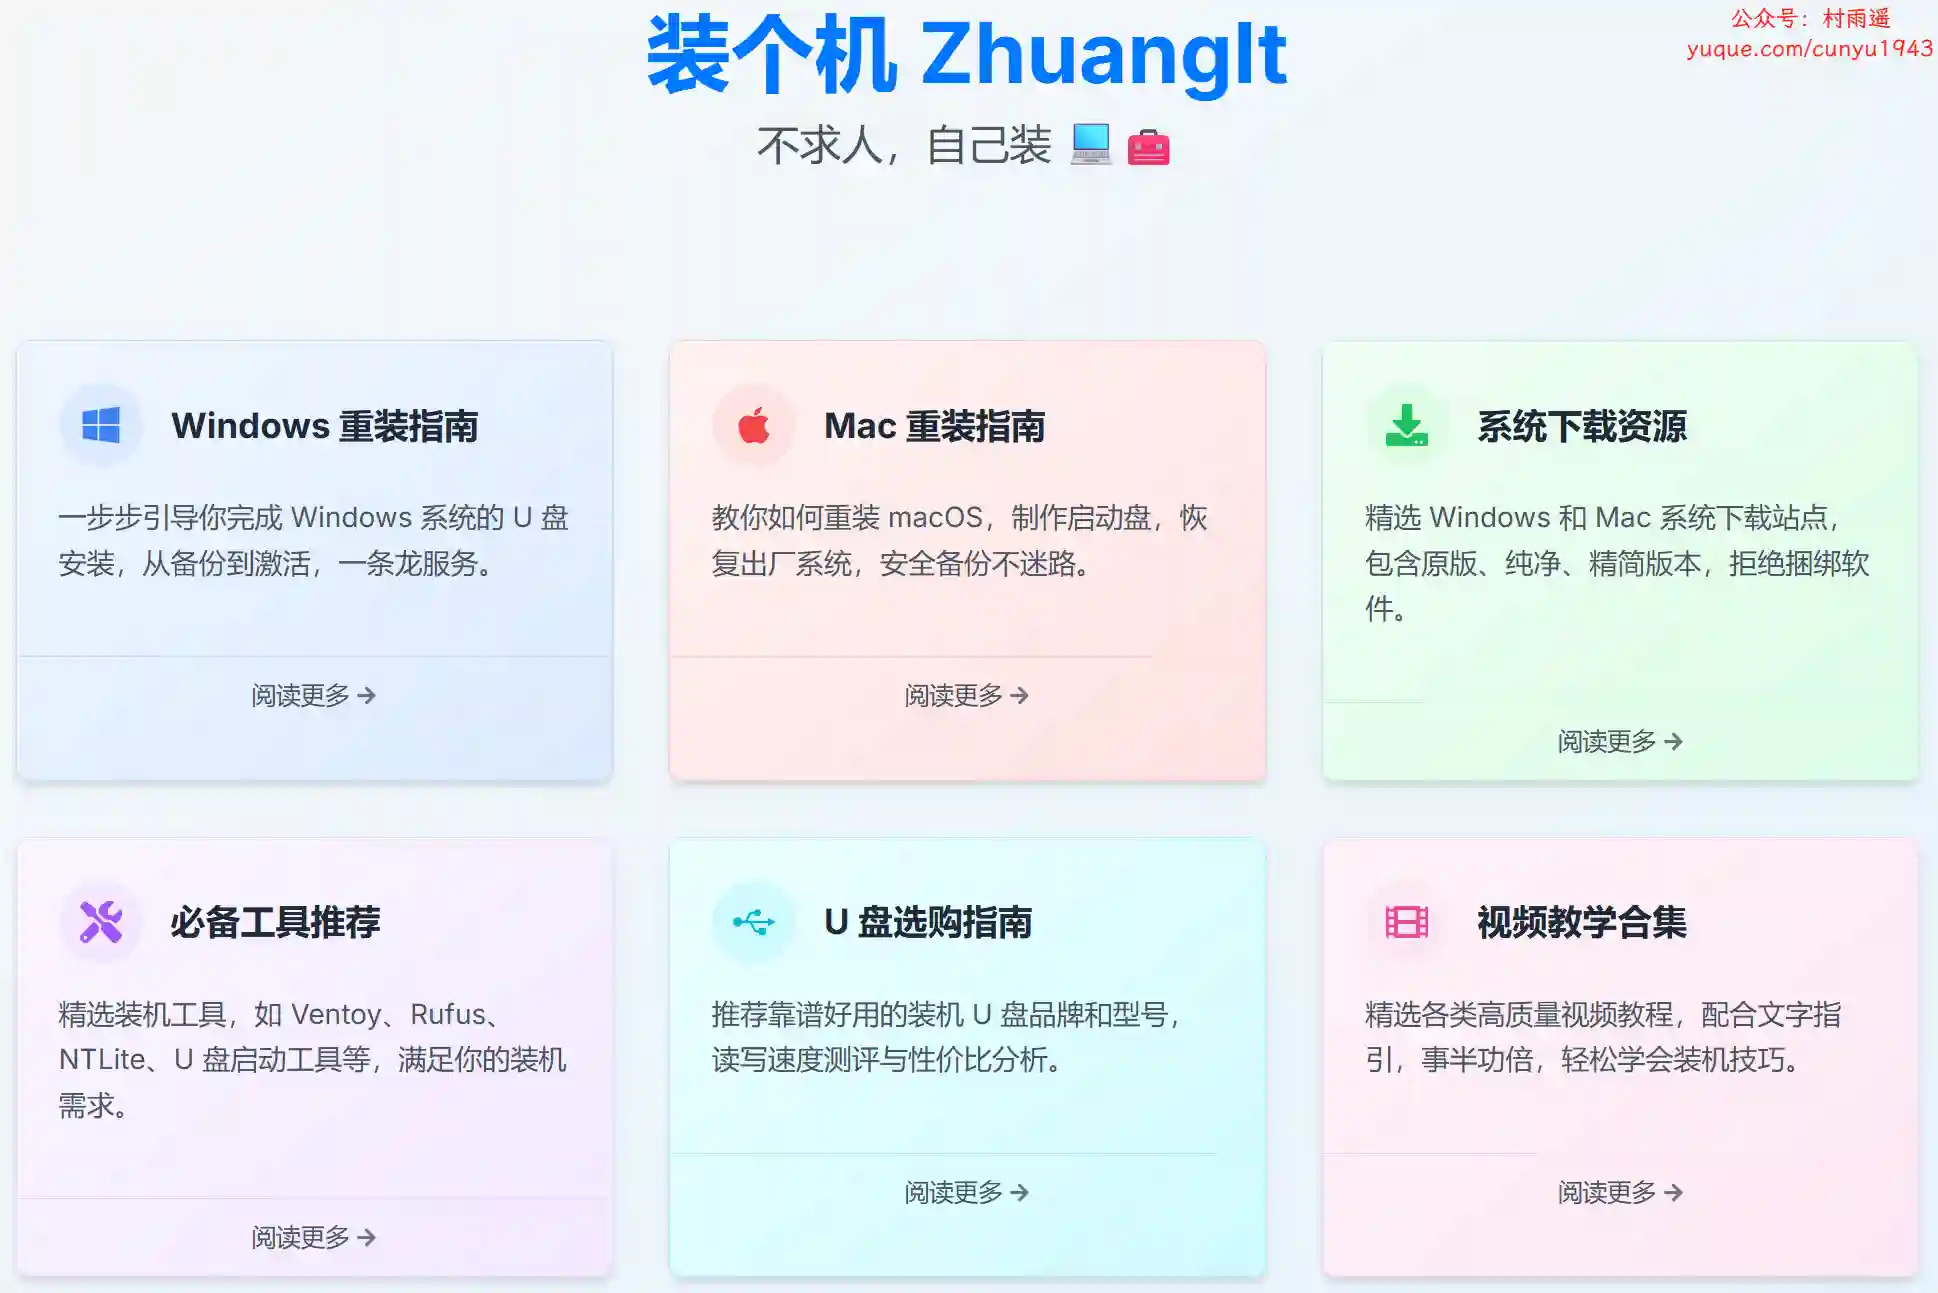 装个机 ZhuangIt
公众号：村雨遥
yuque.com/cunyu1943
不求人，自己装
Windows 重装指南
一步步引导你完成 Windows 系统的 U 盘
安装，从备份到激活，一条龙服务。
阅读更多 →
Mac 重装指南
教你如何重装 macOS，制作启动盘，恢
复出厂系统，安全备份不迷路。
阅读更多 →
系统下载资源
精选 Windows 和 Mac 系统下载站点，
包含原版、纯净、精简版本，拒绝捆绑软
件。
阅读更多 →
必备工具推荐
精选装机工具，如 Ventoy、Rufus、
NTLite、U 盘启动工具等，满足你的装机
需求。
阅读更多 →
U 盘选购指南
推荐靠谱好用的装机 U 盘品牌和型号，
读写速度测评与性价比分析。
阅读更多 →
视频教学合集
精选各类高质量视频教程，配合文字指
引，事半功倍，轻松学会装机技巧。
阅读更多 →